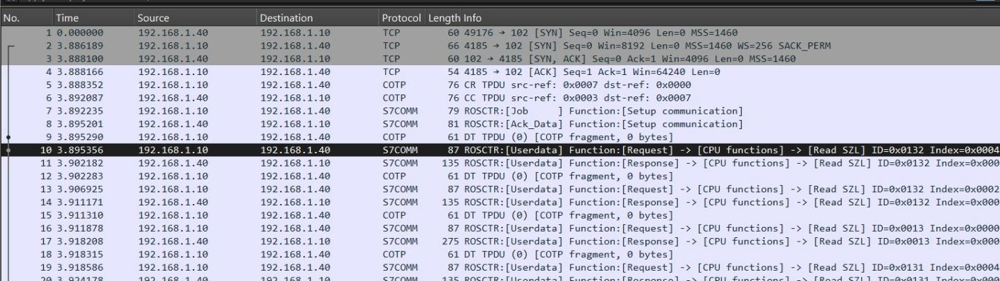 No. Time Source Destination Protocol Length Info
1 0.000000 192.168.1.40 192.168.1.10 TCP 60 49176 → 102 [SYN] Seq=0 Win=4096 Len=0 MSS=1460
2 3.886189 192.168.1.10 192.168.1.40 TCP 66 4185 → 102 [SYN] Seq=0 Win=8192 Len=0 MSS=1460 WS=256 SACK_PERM
3 3.888100 192.168.1.40 192.168.1.10 TCP 60 102 → 4185 [SYN, ACK] Seq=0 Ack=1 Win=4096 Len=0 MSS=1460
4 3.888166 192.168.1.10 192.168.1.40 TCP 54 4185 → 102 [ACK] Seq=1 Ack=1 Win=64240 Len=0
5 3.888352 192.168.1.10 192.168.1.40 COTP 76 CR TPDU src-ref: 0x0007 dst-ref: 0x0000
6 3.892087 192.168.1.40 192.168.1.10 COTP 76 CC TPDU src-ref: 0x0003 dst-ref: 0x0007
7 3.892235 192.168.1.10 192.168.1.40 S7COMM 79 ROSCTR:[Job ] Function:[Setup communication]
8 3.895201 192.168.1.40 192.168.1.10 S7COMM 81 ROSCTR:[Ack_Data] Function:[Setup communication]
9 3.895290 192.168.1.10 192.168.1.40 COTP 61 DT TPDU (0) [COTP fragment, 0 bytes]
10 3.895356 192.168.1.10 192.168.1.40 S7COMM 87 ROSCTR:[Userdata] Function:[Request] -> [CPU functions] -> [Read SZL] ID=0x0132 Index=0x0004
11 3.902182 192.168.1.40 192.168.1.10 S7COMM 135 ROSCTR:[Userdata] Function:[Response] -> [CPU functions] -> [Read SZL] ID=0x0132 Index=0x000
12 3.902283 192.168.1.10 192.168.1.40 COTP 61 DT TPDU (0) [COTP fragment, 0 bytes]
13 3.906925 192.168.1.10 192.168.1.40 S7COMM 87 ROSCTR:[Userdata] Function:[Request] -> [CPU functions] -> [Read SZL] ID=0x0132 Index=0x0002
14 3.911171 192.168.1.40 192.168.1.10 S7COMM 135 ROSCTR:[Userdata] Function:[Response] -> [CPU functions] -> [Read SZL] ID=0x0132 Index=0x000
15 3.911310 192.168.1.10 192.168.1.40 COTP 61 DT TPDU (0) [COTP fragment, 0 bytes]
16 3.911878 192.168.1.10 192.168.1.40 S7COMM 87 ROSCTR:[Userdata] Function:[Request] -> [CPU functions] -> [Read SZL] ID=0x0013 Index=0x0000
17 3.918208 192.168.1.40 192.168.1.10 S7COMM 275 ROSCTR:[Userdata] Function:[Response] -> [CPU functions] -> [Read SZL] ID=0x0013 Index=0x000
18 3.918315 192.168.1.10 192.168.1.40 COTP 61 DT TPDU (0) [COTP fragment, 0 bytes]
19 3.918586 192.168.1.10 192.168.1.40 S7COMM 87 ROSCTR:[Userdata] Function:[Request] -> [CPU functions] -> [Read SZL] ID=0x0131 Index=0x0004
20 3.924178 192.168.1.40 192.168.1.10 S7COMM 135 ROSCTR:[Userdata] Function:[Response] -> [CPU functions] -> [Read SZL] ID=0x0131 Index=0x000